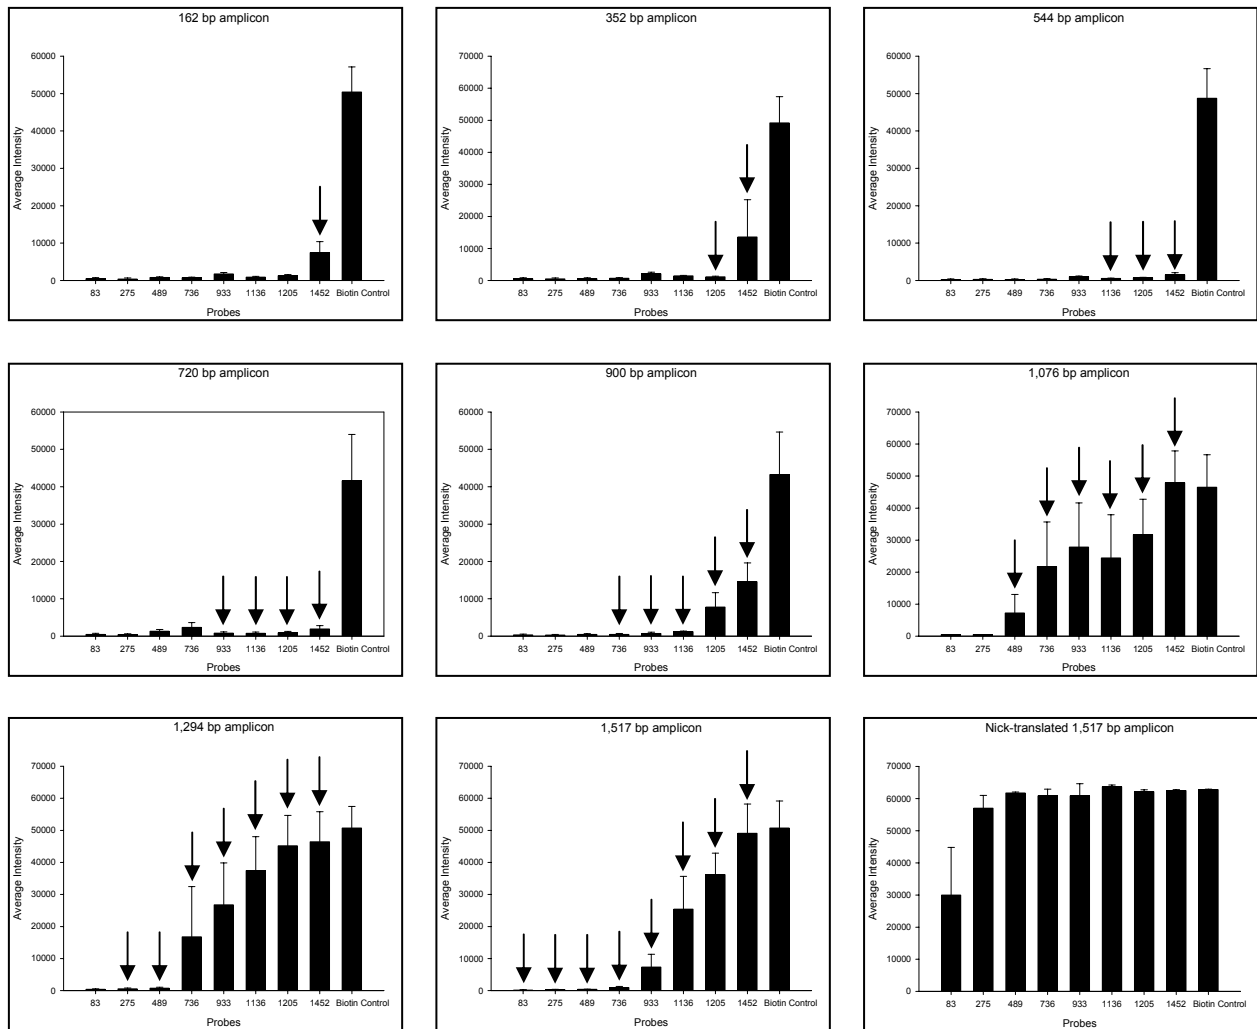 162 bp amplicon
60000
50000
40000
30000
20000
10000
0
Average Intensity
83 275 489 736 933 1136 1205 1452 Biotin Control
Probes
352 bp amplicon
70000
60000
50000
40000
30000
20000
10000
0
Average Intensity
83 275 489 736 933 1136 1205 1452 Biotin Control
Probes
544 bp amplicon
60000
50000
40000
30000
20000
10000
0
Average Intensity
83 275 489 736 933 1136 1205 1452 Biotin Control
Probes
720 bp amplicon
60000
50000
40000
30000
20000
10000
0
Average Intensity
83 275 489 736 933 1136 1205 1452 Biotin Control
Probes
900 bp amplicon
60000
50000
40000
30000
20000
10000
0
Average Intensity
83 275 489 736 933 1136 1205 1452 Biotin Control
Probes
1,076 bp amplicon
70000
60000
50000
40000
30000
20000
10000
0
Average Intensity
83 275 489 736 933 1136 1205 1452 Biotin Control
Probes
1,294 bp amplicon
70000
60000
50000
40000
30000
20000
10000
0
Average Intensity
83 275 489 736 933 1136 1205 1452 Biotin Control
Probes
1,517 bp amplicon
70000
60000
50000
40000
30000
20000
10000
0
Average Intensity
83 275 489 736 933 1136 1205 1452 Biotin Control
Probes
Nick-translated 1,517 bp amplicon
70000
60000
50000
40000
30000
20000
10000
0
Average Intensity
83 275 489 736 933 1136 1205 1452 Biotin Control
Probes